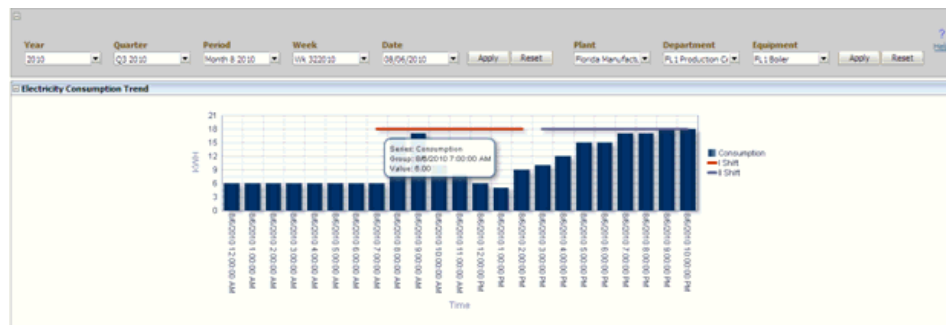 Year Quarter Period Week Date Plant Department Equipment
2010 Q3 2010 Month 8 2010 Wk 322010 08/06/2010 Apply Reset Florida Manufactu FL1 Production C FL1 Boiler Apply Reset
Electricity Consumption Trend
21
18
15
12
9
6
3
0
KWH
Series: Consumption
Group: 8/6/2010 7:00:00 AM
Value: 6.00
Consumption
I Shift
II Shift
8/6/2010 12:00:00 AM
8/6/2010 1:00:00 AM
8/6/2010 2:00:00 AM
8/6/2010 3:00:00 AM
8/6/2010 4:00:00 AM
8/6/2010 5:00:00 AM
8/6/2010 6:00:00 AM
8/6/2010 7:00:00 AM
8/6/2010 8:00:00 AM
8/6/2010 9:00:00 AM
8/6/2010 10:00:00 AM
8/6/2010 11:00:00 AM
8/6/2010 12:00:00 PM
8/6/2010 1:00:00 PM
8/6/2010 2:00:00 PM
8/6/2010 3:00:00 PM
8/6/2010 4:00:00 PM
8/6/2010 5:00:00 PM
8/6/2010 6:00:00 PM
8/6/2010 7:00:00 PM
8/6/2010 8:00:00 PM
8/6/2010 9:00:00 PM
8/6/2010 10:00:00 PM
Time